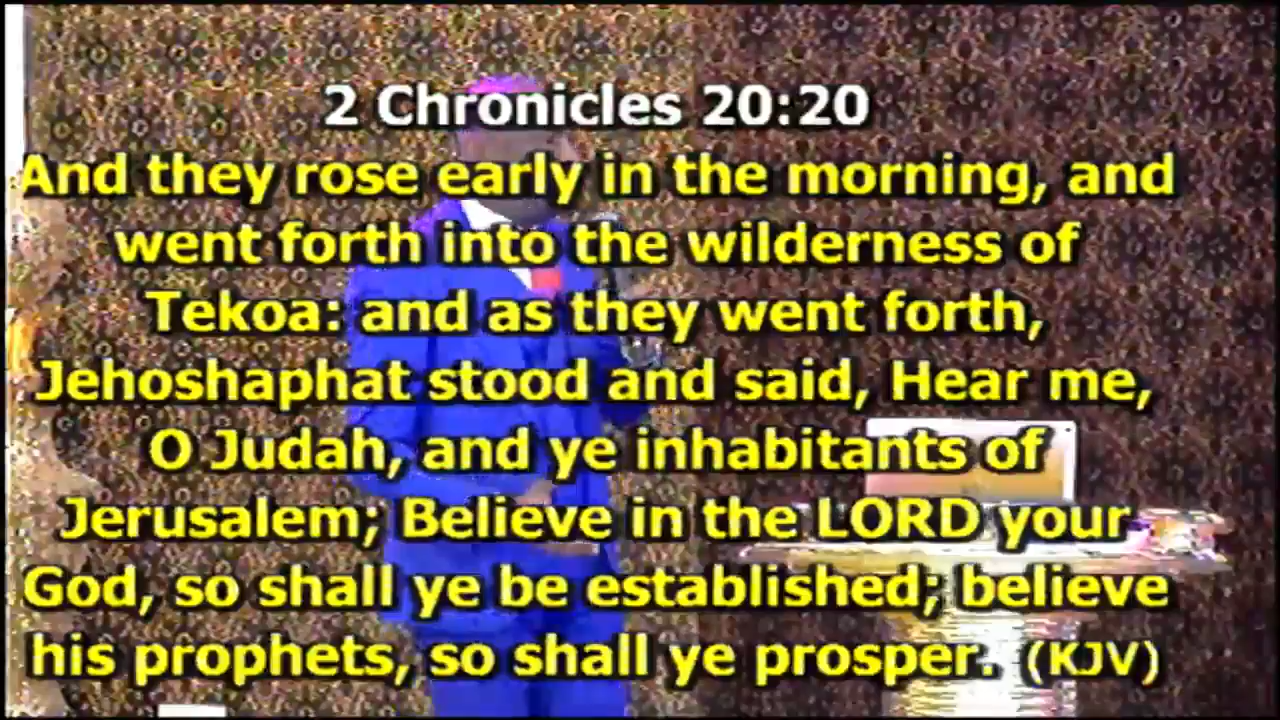 2 Chronicles 20:20
And they rose early in the morning, and
went forth into the wilderness of
Tekoa: and as they went forth,
Jehoshaphat stood and said, Hear me,
O Judah, and ye inhabitants of
Jerusalem; Believe in the LORD your
God, so shall ye be established; believe
his prophets, so shall ye prosper. (KJV)